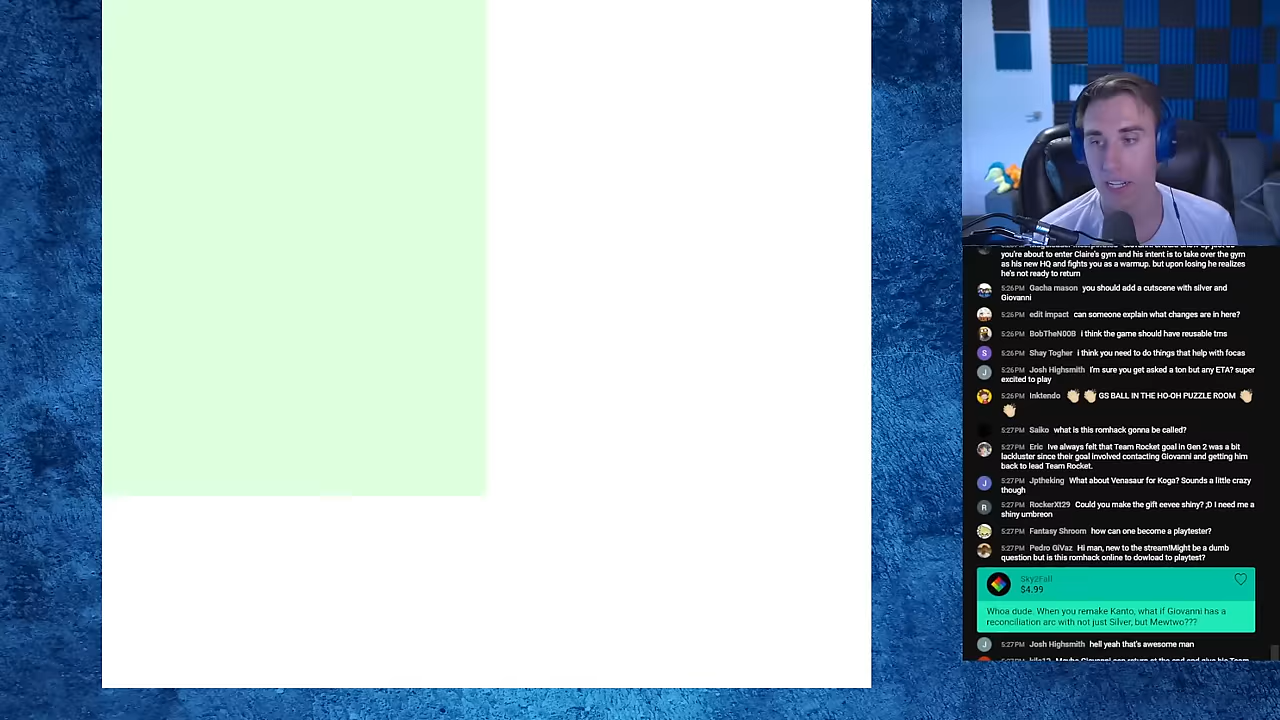 you're about to enter Claire's gym and his intent is to take over the gym
as his new HQ and fights you as a warmup. but upon losing he realizes
he's not ready to return
5:26PM Gacha mason you should add a cutscene with silver and
Giovanni
5:26PM edit impact can someone explain what changes are in here?
5:26PM BobTheN00B i think the game should have reusable tms
S 5:26PM Shay Togher i think you need to do things that help with focas
J 5:26PM Josh Highsmith I'm sure you get asked a ton but any ETA? super
excited to play
5:26PM Inktendo GS BALL IN THE HO-OH PUZZLE ROOM
5:27PM Saiko what is this romhack gonna be called?
5:27PM Eric Ive always felt that Team Rocket goal in Gen 2 was a bit
lackluster since their goal involved contacting Giovanni and getting him
back to lead Team Rocket.
J 5:27PM Jptheking What about Venasaur for Koga? Sounds a little crazy
though
R 5:27PM RockerXt29 Could you make the gift eevee shiny? ;D I need me a
shiny umbreon
5:27PM Fantasy Shroom how can one become a playtester?
5:27PM Pedro GiVaz Hi man, new to the stream!Might be a dumb
question but is this romhack online to dowload to playtest?
Sky2Fall
$4.99
Whoa dude. When you remake Kanto, what if Giovanni has a
reconciliation arc with not just Silver, but Mewtwo???
J 5:27PM Josh Highsmith hell yeah that's awesome man